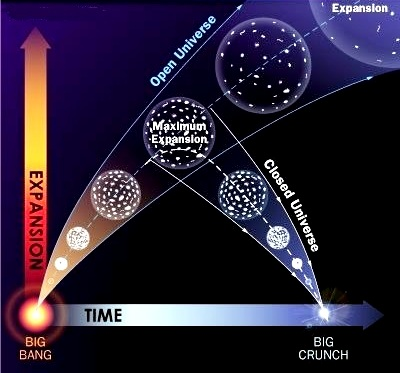 Expansion
Open Universe
Maximum
Expansion
Closed Universe
EXPANSION
TIME
BIG
BANG
BIG
CRUNCH